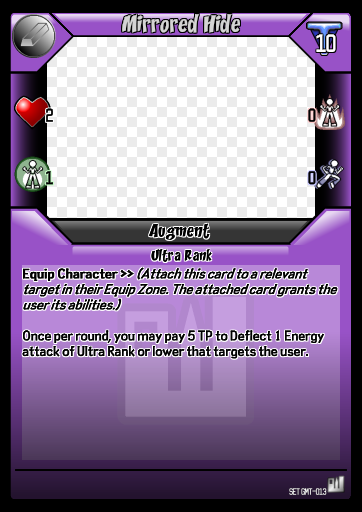 Mirrored Hide
10
2
0
1
0
Augment
Ultra Rank
Equip Character >> (Attach this card to a relevant
target in their Equip Zone. The attached card grants the
user its abilities.)
Once per round, you may pay 5 TP to Deflect 1 Energy
attack of Ultra Rank or lower that targets the user.
SET GMT-013